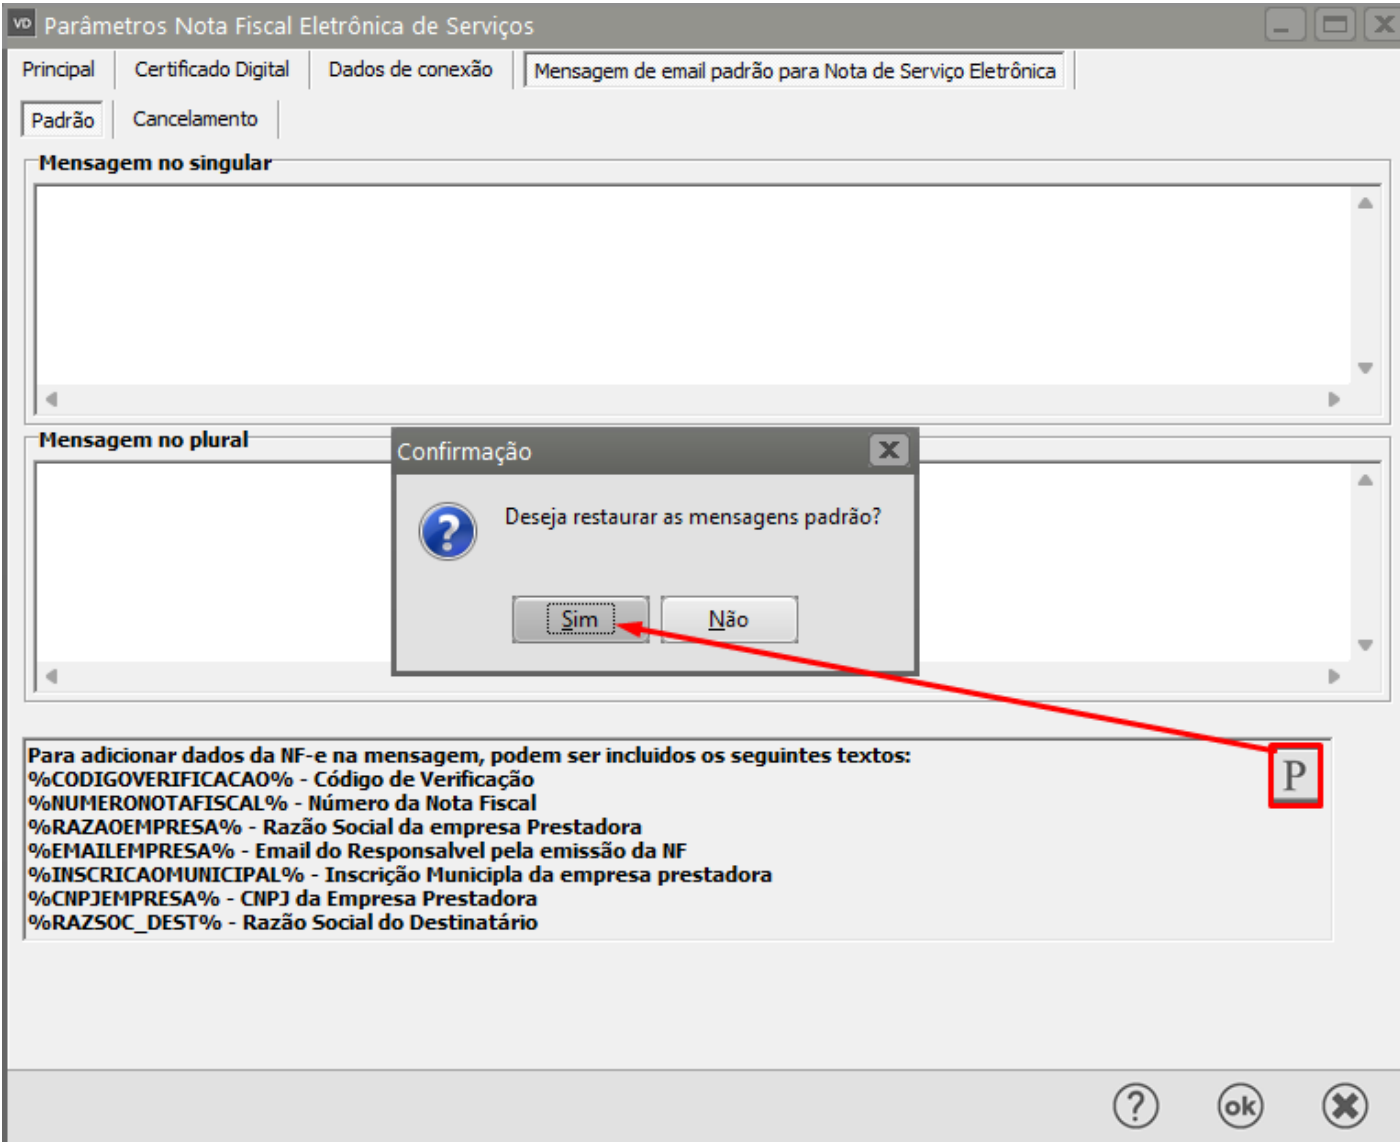 VD Parâmetros Nota Fiscal Eletrônica de Serviços
Principal Certificado Digital Dados de conexão Mensagem de email padrão para Nota de Serviço Eletrônica
Padrão Cancelamento
Mensagem no singular
Mensagem no plural
Confirmação
Deseja restaurar as mensagens padrão?
Sim Não
Para adicionar dados da NF-e na mensagem, podem ser incluidos os seguintes textos:
%CODIGOVERIFICACAO% - Código de Verificação
%NUMERONOTAFISCAL% - Número da Nota Fiscal
%RAZAOEMPRESA% - Razão Social da empresa Prestadora
%EMAILEMPRESA% - Email do Responsalvel pela emissão da NF
%INSCRICAOMUNICIPAL% - Inscrição Municipla da empresa prestadora
%CNPJEMPRESA% - CNPJ da Empresa Prestadora
%RAZSOC_DEST% - Razão Social do Destinatário
P
? ok